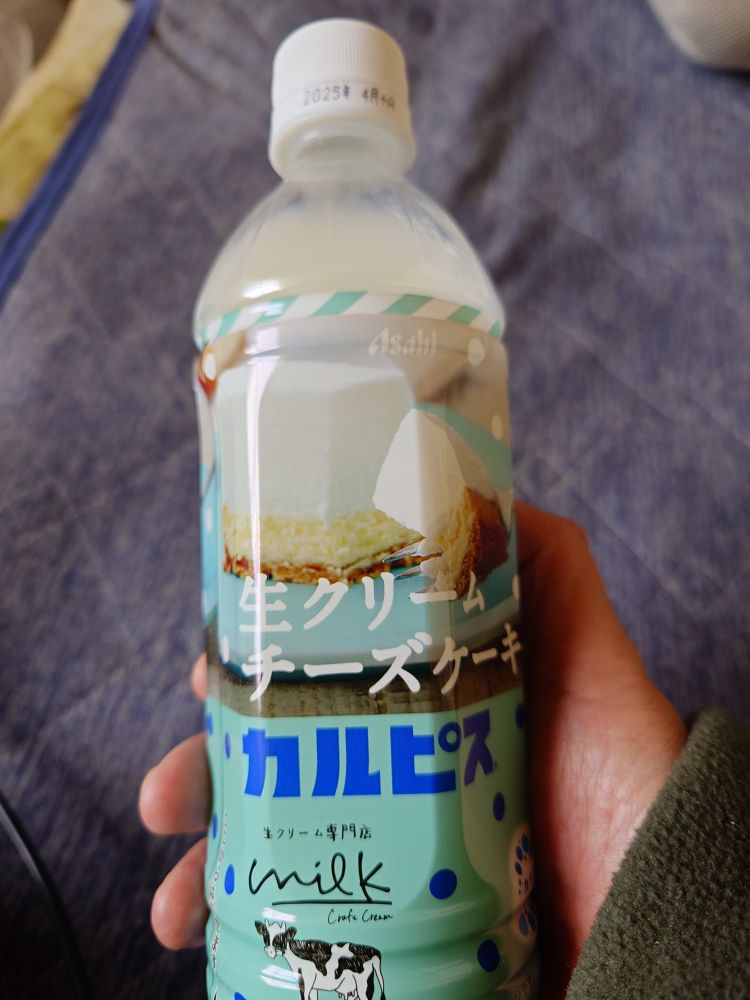 2025年 4月
Asahi
生クリーム
チーズケーキ
カルピス
生クリーム専門店
milk
Craft Cream